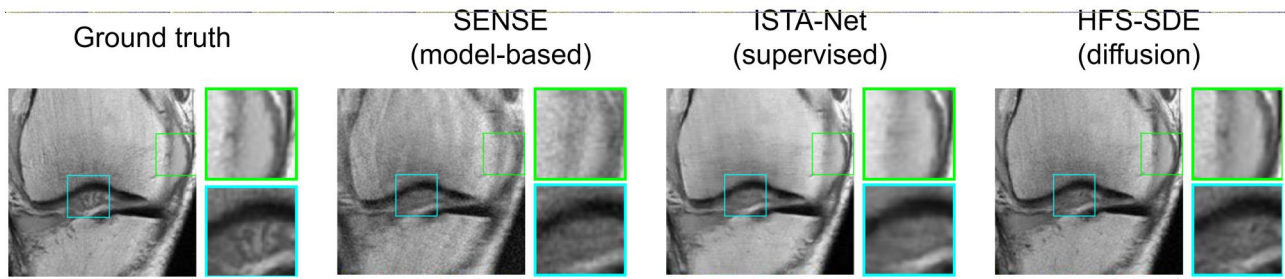 Ground truth
SENSE
(model-based)
ISTA-Net
(supervised)
HFS-SDE
(diffusion)